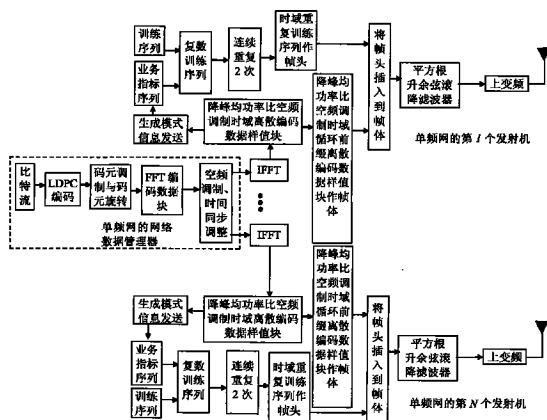 训练
序列
业务
指标
序列
复数
训练
序列
连续
重复
2 次
时域重
复训练
序列作
帧头
将
帧头
插入
到
帧体
平方根
升余弦滚
降滤波器
上变频
单频网的第 1 个发射机
生成模式
信息发送
降峰均功率比空频
调制时域离散编码
数据样值块
降峰均
功率比
空频调
制时域
循环前
缀离散
编码数
据样值
块作帧
体
比特流
LDPC
编码
码元调制
与码元
旋转
FFT 编
码数据
块
空频
调制、
时间
同步
调整
IFFT
IFFT
单频网的网络
数据管理器
生成模式
信息发送
降峰均功率比空频
调制时域离散编码
数据样值块
降峰均
功率比
空频调
制时域
循环前
缀离散
编码数
据样值
块作帧体
业务
指标
序列
训练
序列
复数
训练
序列
连续
重复
2 次
时域重
复训练
序列作
帧头
将
帧头
插入
到
帧体
平方根
升余弦滚
降滤波器
上变频
单频网的第 N 个发射机